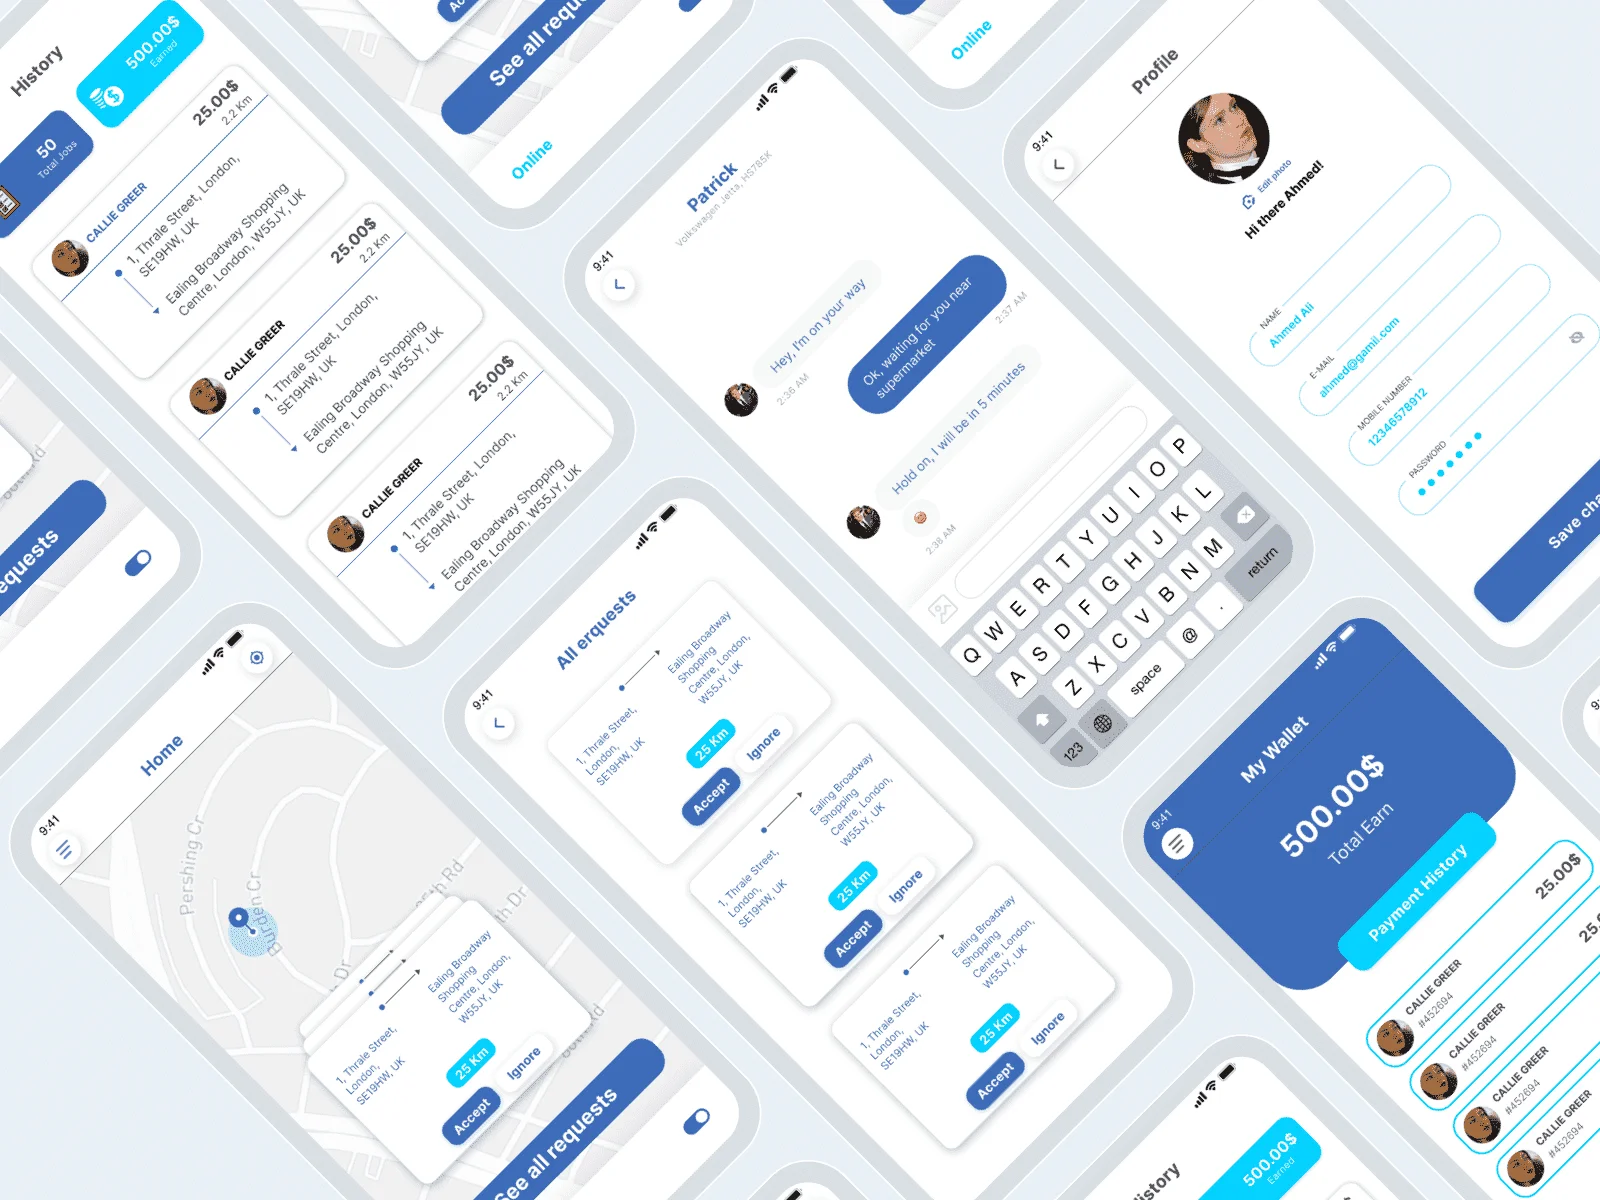 History
500.00$
Earned
50
Total Jobs
25.00$
2.2 Km
CALLIE GREER
1, Thrale Street, London,
SE19HW, UK
Ealing Broadway Shopping
Centre, London, W55JY, UK
25.00$
2.2 Km
CALLIE GREER
1, Thrale Street, London,
SE19HW, UK
Ealing Broadway Shopping
Centre, London, W55JY, UK
25.00$
2.2 Km
CALLIE GREER
1, Thrale Street, London,
SE19HW, UK
Ealing Broadway Shopping
Centre, London, W55JY, UK
equests
Acce
See all requ
Online
Online
9:41
Patrick
Volkswagen Jetta, HS785K
Hey, I'm on your way
2:35 AM
Ok, waiting for you near
supermarket
2:37 AM
Hold on, I will be in 5 minutes
2:38 AM
Q W E R T Y U I O P
A S D F G H J K L
Z X C V B N M
123
space
@
.
return
9:41
Profile
Edit photo
Hi there Ahmed!
NAME
Ahmed Ali
E-MAIL
ahmed@gamil.com
MOBILE NUMBER
12346578912
PASSWORD
Save cha
9:41
Home
Pershing Cr
Burden Cr
65th Rd
th Dr
Dr
1, Thrale Street,
London,
SE19HW, UK
Ealing Broadway
Shopping
Centre, London,
W55JY, UK
25 Km
Accept
Ignore
See all requests
9:41
All erquests
1, Thrale Street,
London,
SE19HW, UK
Ealing Broadway
Shopping
Centre, London,
W55JY, UK
25 Km
Accept
Ignore
1, Thrale Street,
London,
SE19HW, UK
Ealing Broadway
Shopping
Centre, London,
W55JY, UK
25 Km
Accept
Ignore
1, Thrale Street,
London,
SE19HW, UK
Ealing Broadway
Shopping
Centre, London,
W55JY, UK
25 Km
Accept
Ignore
9:41
My Wallet
500.00$
Total Earn
Payment History
25.00$
CALLIE GREER
#452694
25.
CALLIE GREER
#452694
CALLIE GREER
#452694
CALLIE GREER
#452694
History
500.00$
Earned